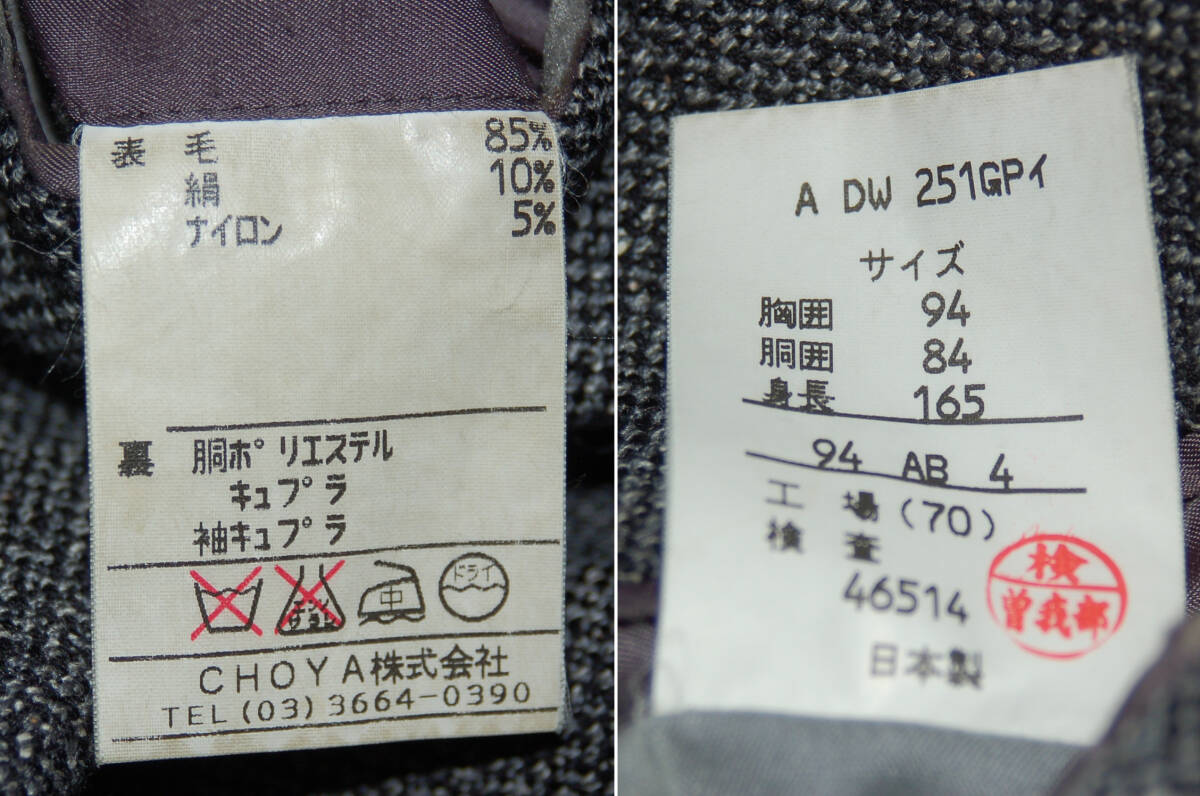 表 毛 85%
絹 10%
ナイロン 5%
裏 胴ポリエステル
キュプラ
袖キュプラ
中 ドライ
CHOYA株式会社
TEL(03)3664-0390
A DW 251GPイ
サイズ
胸囲 94
胴囲 84
身長 165
94 AB 4
工場(70)
検査
46514
検
曽我部
日本製